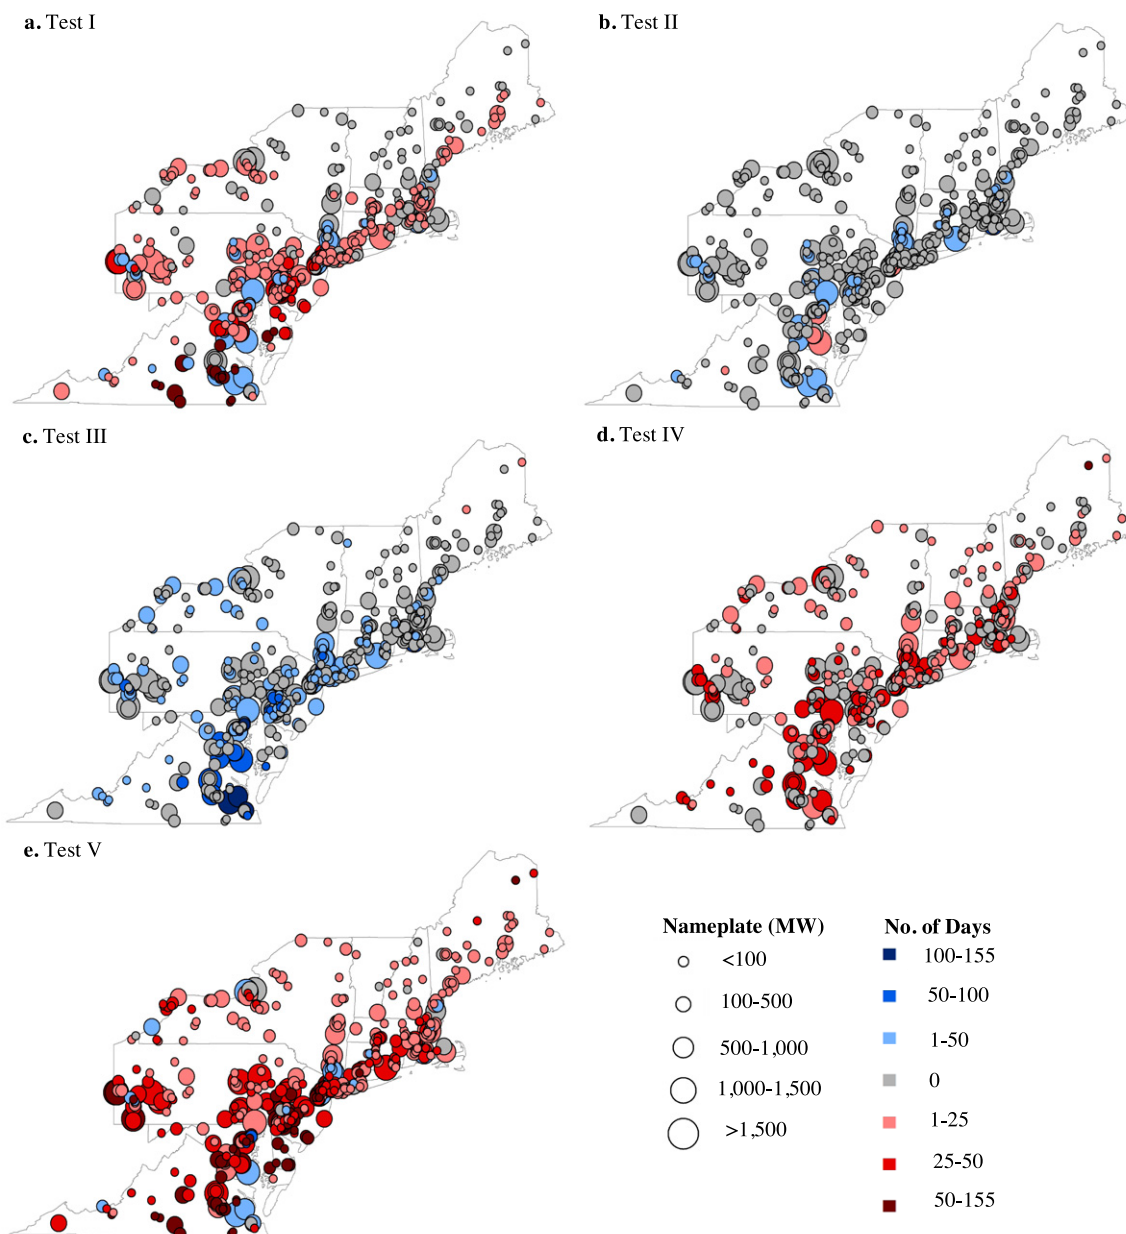 a. Test I
b. Test II
c. Test III
d. Test IV
e. Test V
Nameplate (MW)
<100
100-500
500-1,000
1,000-1,500
>1,500
No. of Days
100-155
50-100
1-50
0
1-25
25-50
50-155